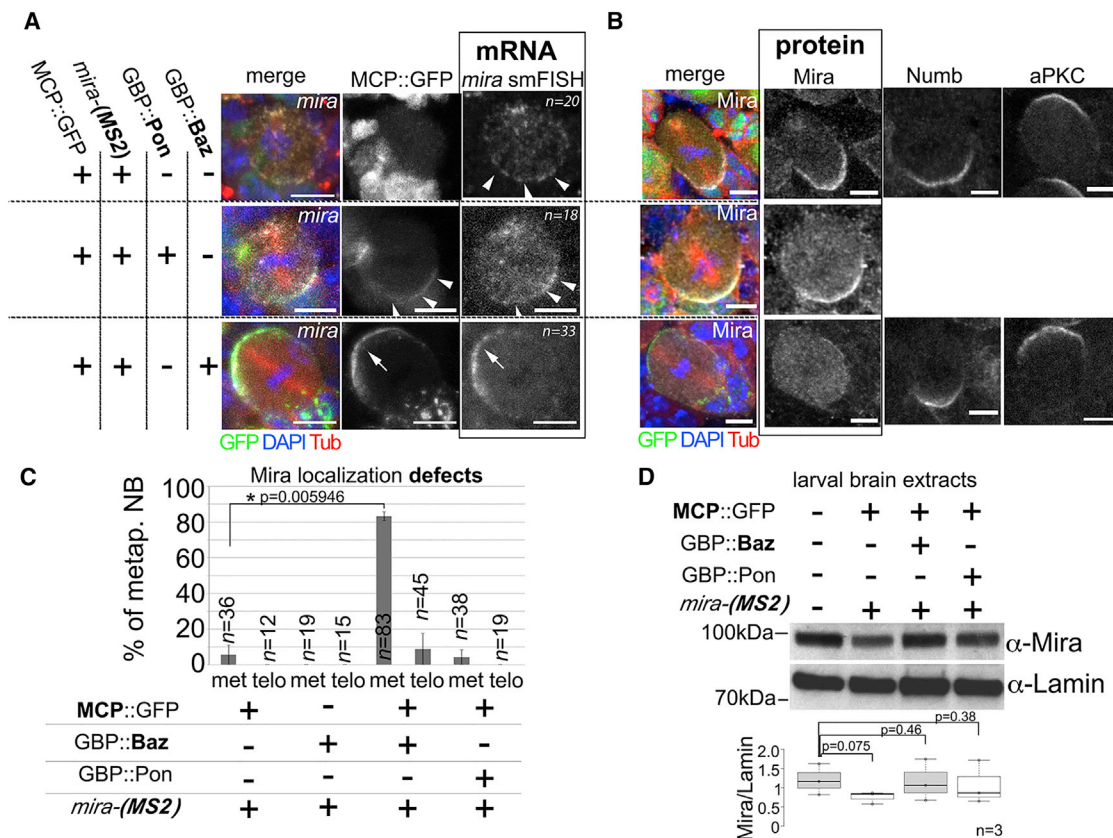 A
MCP::GFP
mira-(MS2)
GBP::Pon
GBP::Baz
mRNA
merge
MCP::GFP
mira smFISH
mira
n=20
+ + - -
mira
n=18
+ + + -
mira
n=33
+ + - +
GFP DAPI Tub
B
protein
merge
Mira
Numb
aPKC
Mira
Mira
Mira
GFP DAPI Tub
C
Mira localization defects
* p=0.005946
% of metap. NB
100
80
60
40
20
0
n=36
n=12
n=19
n=15
n=83
n=45
n=38
n=19
met telo met telo met telo met telo
MCP::GFP + - + +
GBP::Baz - + + -
GBP::Pon - - - +
mira-(MS2) + + + +
D
larval brain extracts
MCP::GFP - + + +
GBP::Baz - - + -
GBP::Pon - - - +
mira-(MS2) - + + +
100kDa
α-Mira
70kDa
α-Lamin
p=0.38
p=0.46
p=0.075
Mira/Lamin
2.0
1.5
1.0
0.5
0
n=3